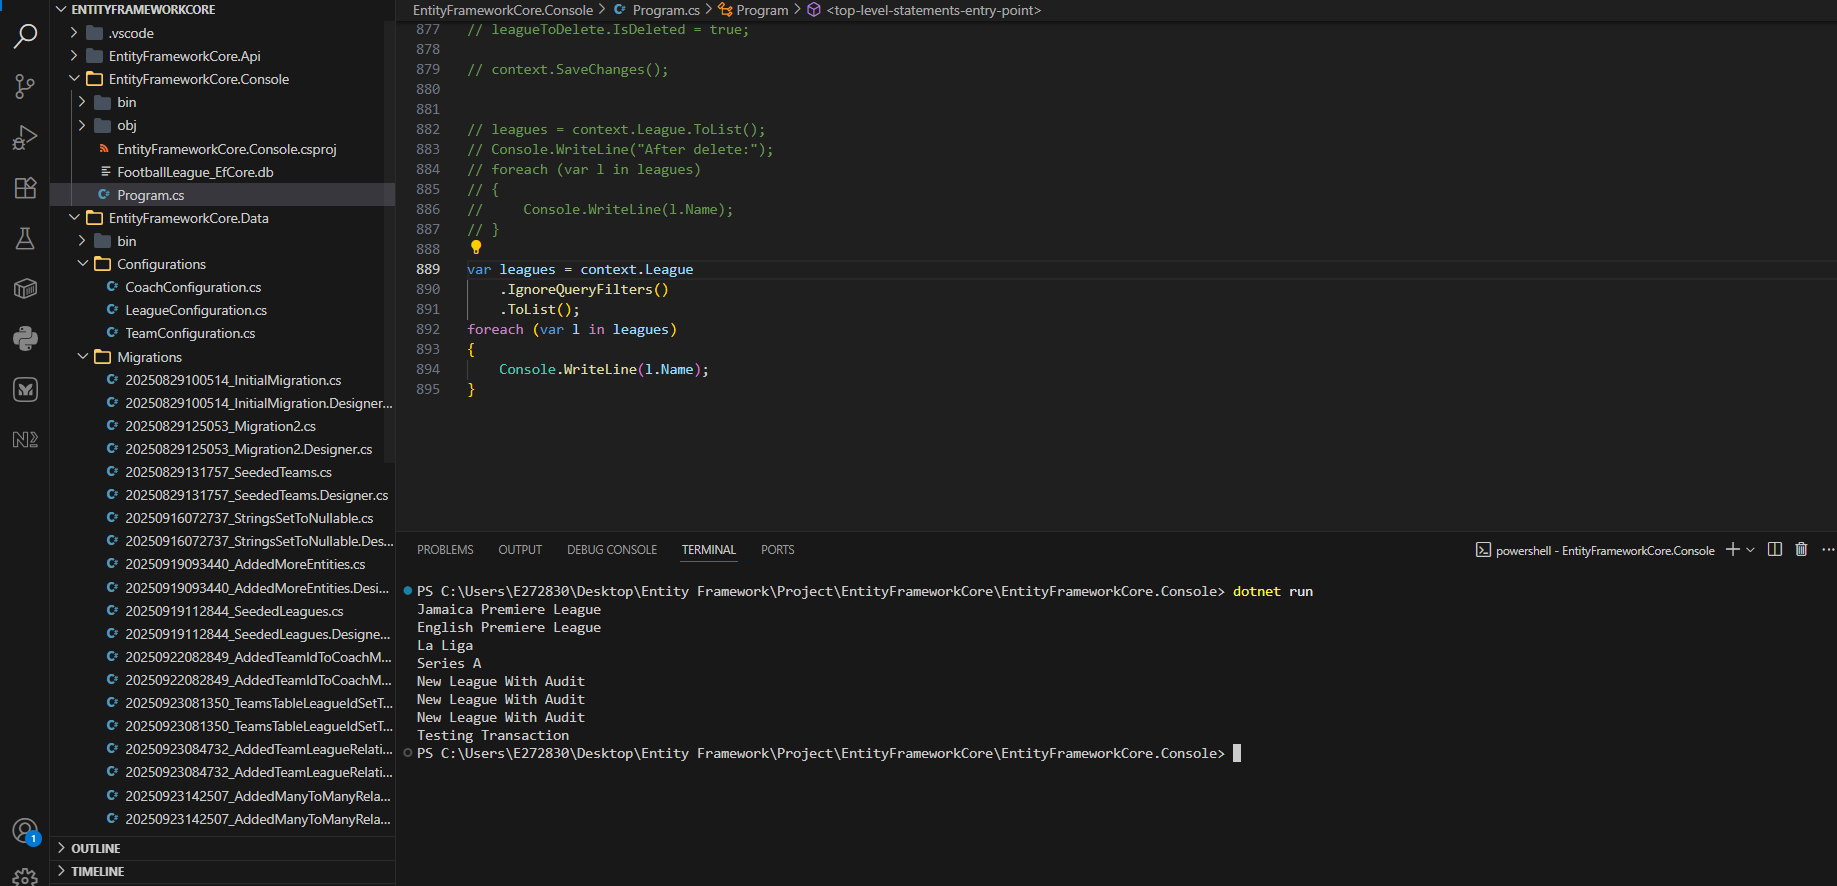 ENTITYFRAMEWORKCORE
.vscode
EntityFrameworkCore.Api
EntityFrameworkCore.Console
bin
obj
EntityFrameworkCore.Console.csproj
FootballLeague_EfCore.db
Program.cs
EntityFrameworkCore.Data
bin
Configurations
CoachConfiguration.cs
LeagueConfiguration.cs
TeamConfiguration.cs
Migrations
20250829100514_InitialMigration.cs
20250829100514_InitialMigration.Designer...
20250829125053_Migration2.cs
20250829125053_Migration2.Designer.cs
20250829131757_SeededTeams.cs
20250829131757_SeededTeams.Designer.cs
20250916072737_StringsSetToNullable.cs
20250916072737_StringsSetToNullable.Des...
20250919093440_AddedMoreEntities.cs
20250919093440_AddedMoreEntities.Desi...
20250919112844_SeededLeagues.cs
20250919112844_SeededLeagues.Designe...
20250922082849_AddedTeamIdToCoachM...
20250922082849_AddedTeamIdToCoachM...
20250923081350_TeamsTableLeagueIdSetT...
20250923081350_TeamsTableLeagueIdSetT...
20250923084732_AddedTeamLeagueRelati...
20250923084732_AddedTeamLeagueRelati...
20250923142507_AddedManyToManyRela...
20250923142507_AddedManyToManyRela...
OUTLINE
TIMELINE
1
EntityFrameworkCore.Console > Program.cs > Program > <top-level-statements-entry-point>
877 // leagueToDelete.IsDeleted = true;
878
879 // context.SaveChanges();
880
881
882 // leagues = context.League.ToList();
883 // Console.WriteLine("After delete:");
884 // foreach (var l in leagues)
885 // {
886 //     Console.WriteLine(l.Name);
887 // }
888
889 var leagues = context.League
890     .IgnoreQueryFilters()
891     .ToList();
892 foreach (var l in leagues)
893 {
894     Console.WriteLine(l.Name);
895 }
PROBLEMS OUTPUT DEBUG CONSOLE TERMINAL PORTS
powershell - EntityFrameworkCore.Console
PS C:\Users\E272830\Desktop\Entity Framework\Project\EntityFrameworkCore\EntityFrameworkCore.Console> dotnet run
Jamaica Premiere League
English Premiere League
La Liga
Series A
New League With Audit
New League With Audit
New League With Audit
Testing Transaction
PS C:\Users\E272830\Desktop\Entity Framework\Project\EntityFrameworkCore\EntityFrameworkCore.Console>